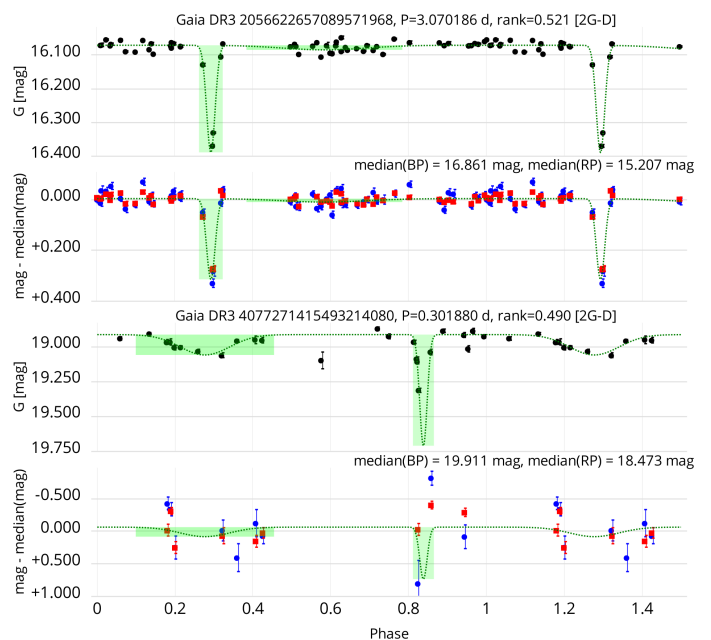 Gaia DR3 2056622657089571968, P=3.070186 d, rank=0.521 [2G-D]
16.100
16.200
16.300
16.400
G [mag]
median(BP) = 16.861 mag, median(RP) = 15.207 mag
0.000
+0.200
+0.400
mag - median(mag)
Gaia DR3 4077271415493214080, P=0.301880 d, rank=0.490 [2G-D]
19.000
19.250
19.500
19.750
G [mag]
median(BP) = 19.911 mag, median(RP) = 18.473 mag
-0.500
0.000
+0.500
+1.000
mag - median(mag)
0 0.2 0.4 0.6 0.8 1 1.2 1.4
Phase